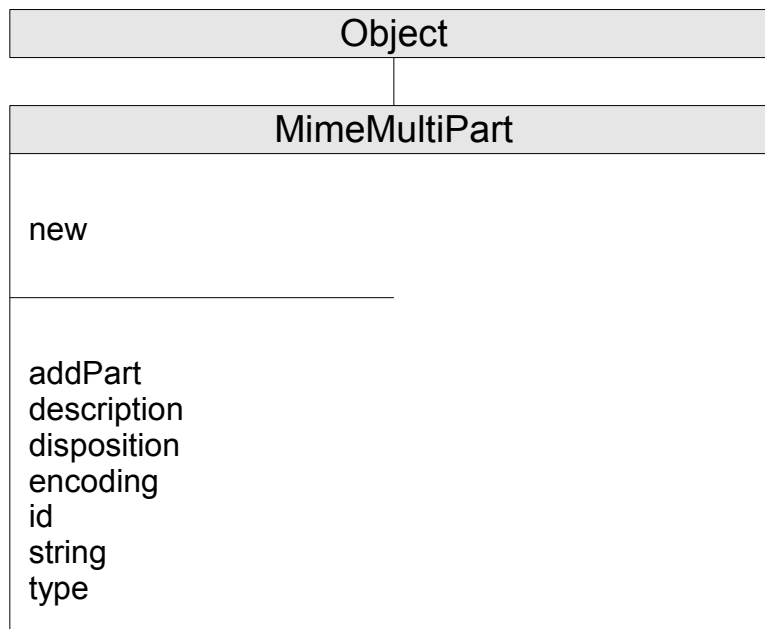 Object
MimeMultiPart
new
addPart
description
disposition
encoding
id
string
type